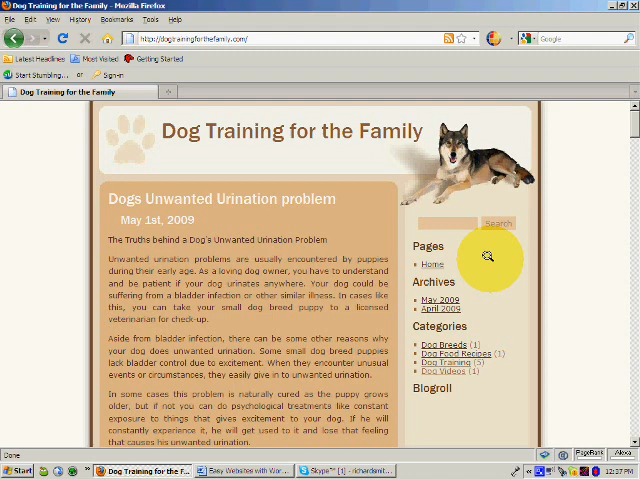 Dog Training for the Family - Mozilla Firefox
File Edit View History Bookmarks Tools Help
http://dogtrainingforthefamily.com/
Google
Latest Headlines Most Visited Getting Started
Start Stumbling... or Sign-in
Dog Training for the Family
Dog Training for the Family
Dogs Unwanted Urination problem
May 1st, 2009
The Truths behind a Dog's Unwanted Urination Problem
Unwanted urination problems are usually encountered by puppies
during their early age. As a loving dog owner, you have to understand
and be patient if your dog urinates anywhere. Your dog could be
suffering from a bladder infection or other similar illness. In cases like
this, you can take your small dog breed puppy to a licensed
veterinarian for check-up.
Aside from bladder infection, there can be some other reasons why
your dog does unwanted urination. Some small dog breed puppies
lack bladder control due to excitement. When they encounter unusual
events or circumstances, they easily give in to unwanted urination.
In some cases this problem is naturally cured as the puppy grows
older, but if not you can do psychological treatments like constant
exposure to things that gives excitement to your dog. If he will
constantly experience it, he will get used to it and lose that feeling
that causes his unwanted urination.
Search
Pages
Home
Archives
May 2009
April 2009
Categories
Dog Breeds (1)
Dog Food Recipes (1)
Dog Training (5)
Dog Videos (1)
Blogroll
Done
PageRank Alexa
Start
Dog Training for the F...
Easy Websites with Wor...
Skype™ [1] - richardsmit...
12:37 PM